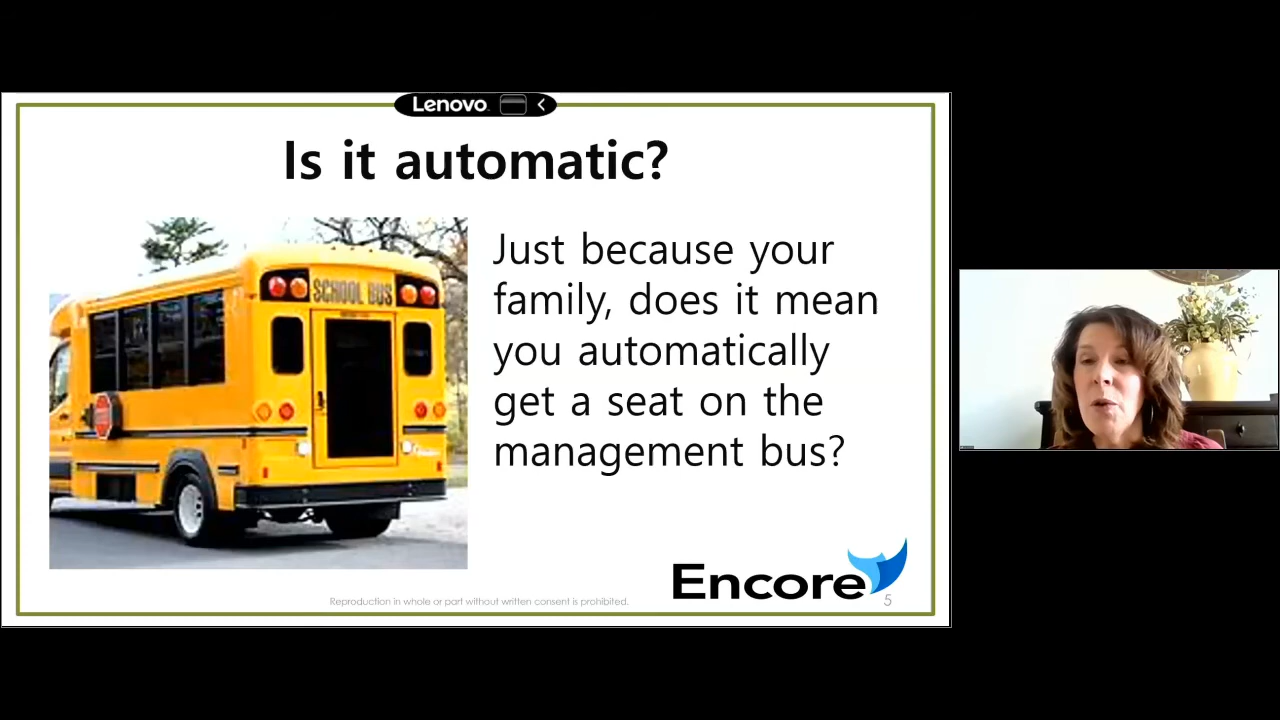 Lenovo
Is it automatic?
SCHOOL BUS
Just because your
family, does it mean
you automatically
get a seat on the
management bus?
Encore
Reproduction in whole or part without written consent is prohibited.
5